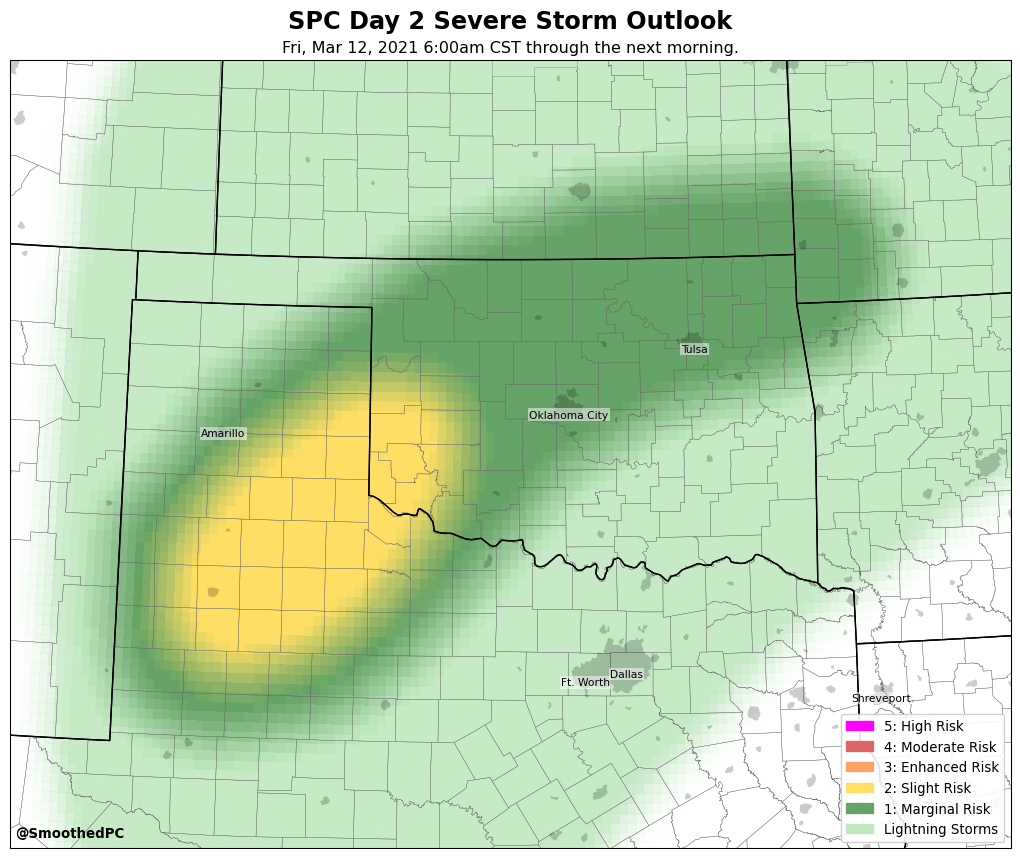 SPC Day 2 Severe Storm Outlook
Fri, Mar 12, 2021 6:00am CST through the next morning.
Tulsa
Oklahoma City
Amarillo
Dallas
Ft. Worth
Shreveport
5: High Risk
4: Moderate Risk
3: Enhanced Risk
2: Slight Risk
1: Marginal Risk
Lightning Storms
@SmoothedPC